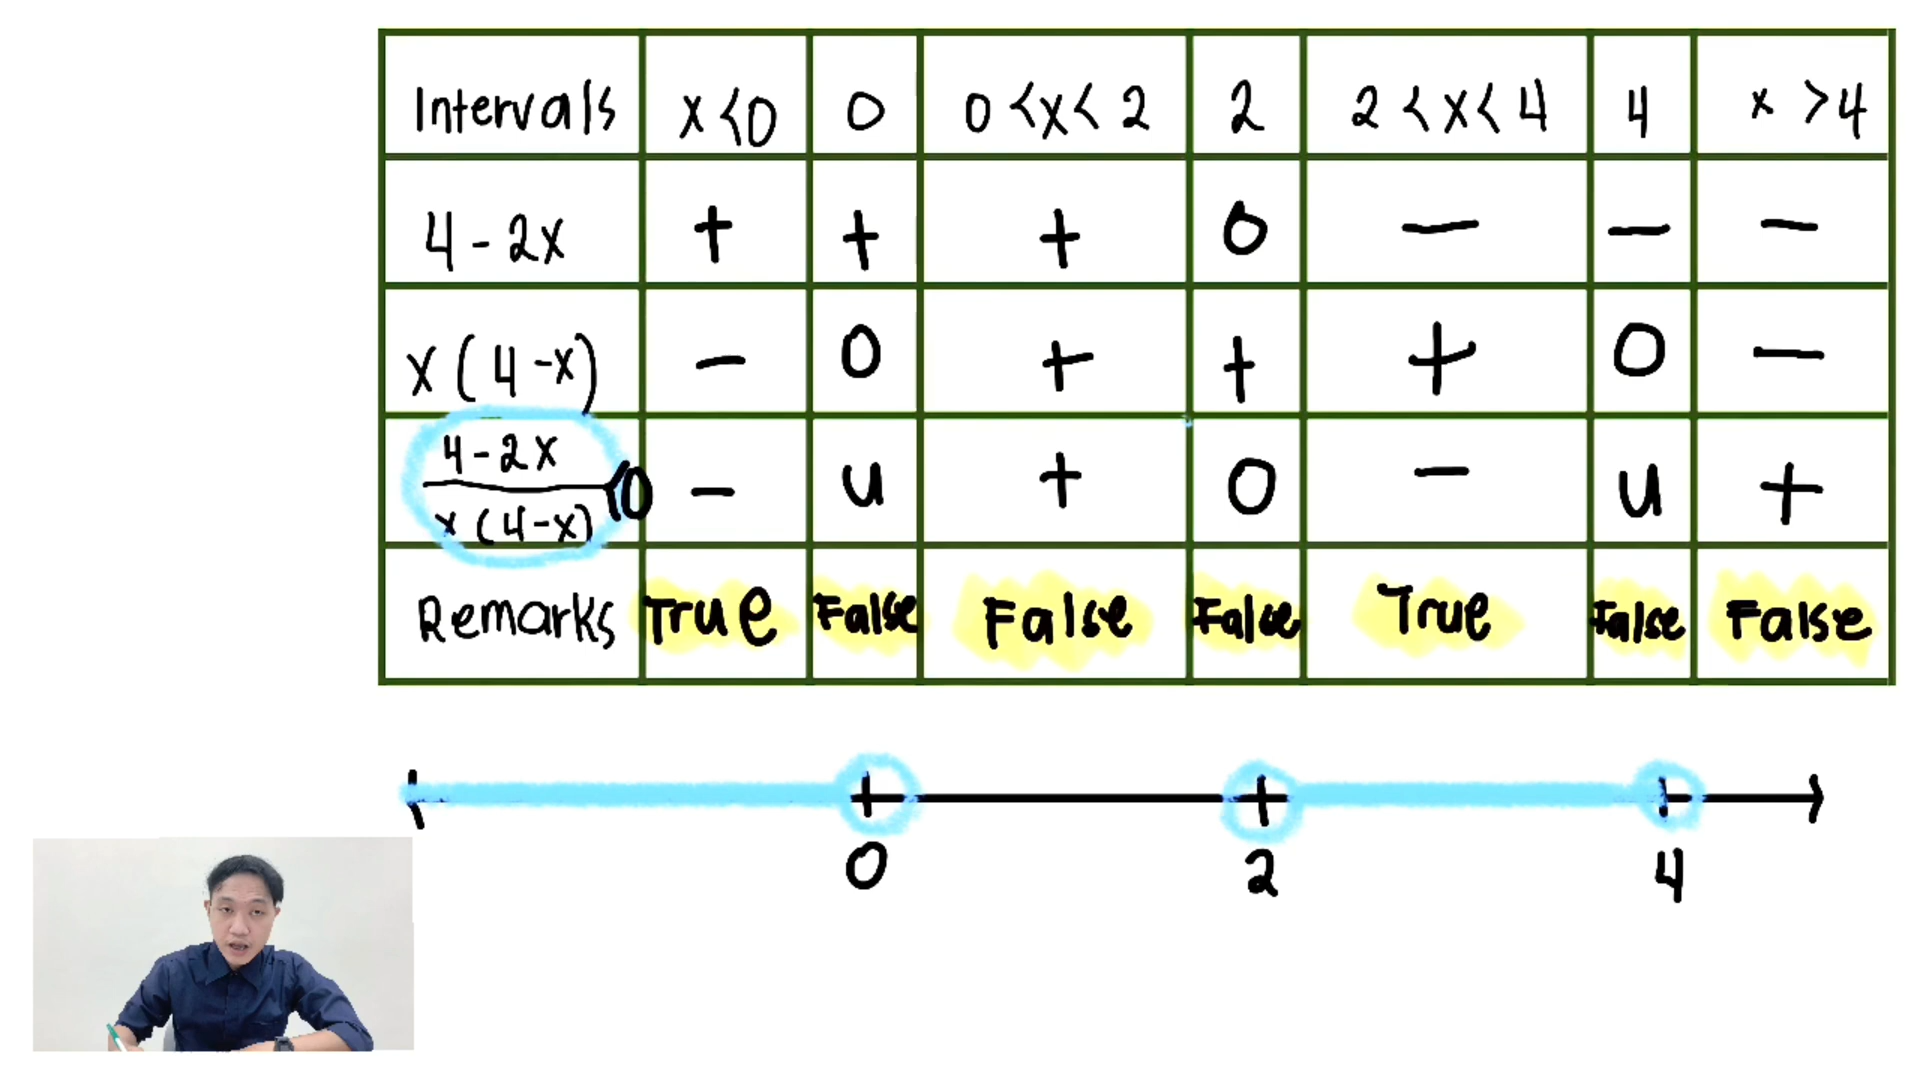 Intervals x<0 0 0<x<2 2 2<x<4 4 x>4
4-2x + + + 0 - - -
x(4-x) - 0 + + + 0 -
4-2x
x(4-x) <0 - u + 0 - u +
Remarks True False False False True False False
0 2 4